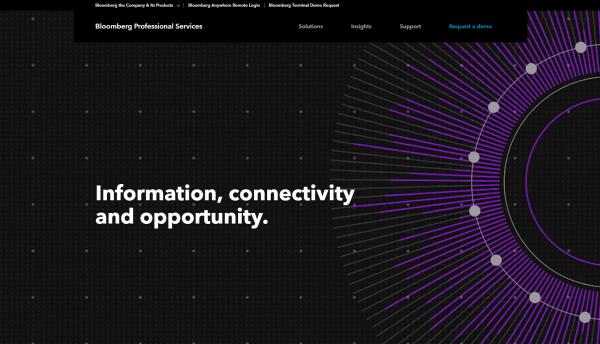 Bloomberg the Company & Its Products | Bloomberg Anywhere Remote Login | Bloomberg Terminal Demo Request
Bloomberg Professional Services Solutions Insights Support Request a demo
Information, connectivity
and opportunity.